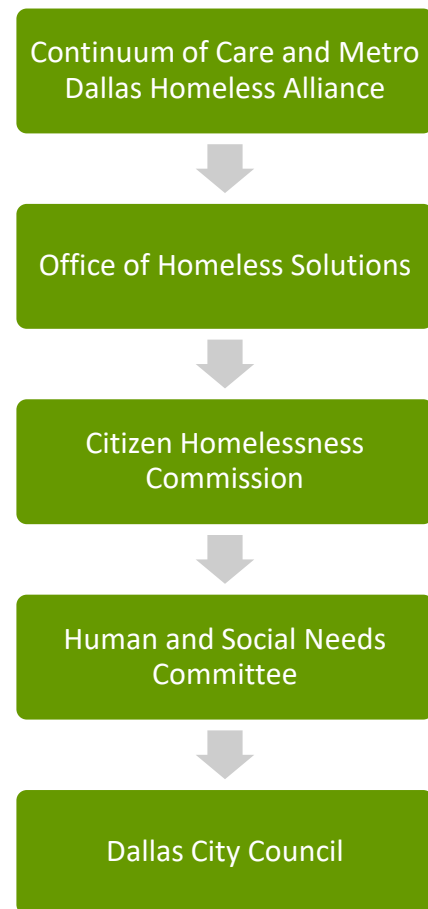 Continuum of Care and Metro
Dallas Homeless Alliance
Office of Homeless Solutions
Citizen Homelessness
Commission
Human and Social Needs
Committee
Dallas City Council